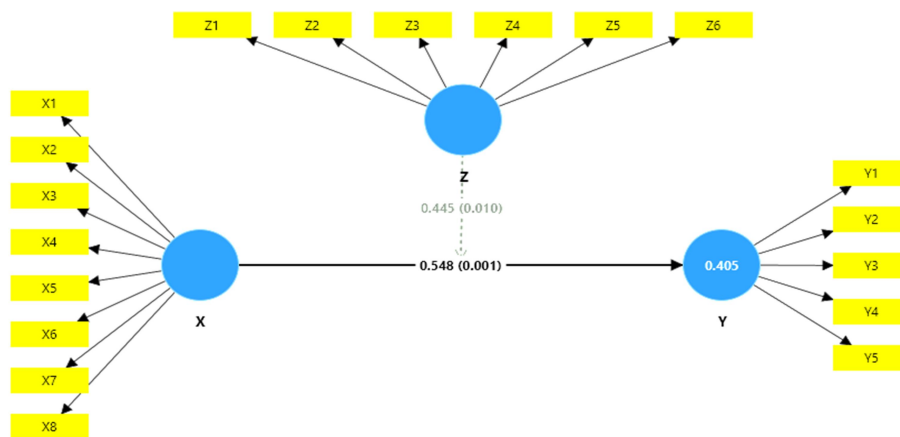 Z1 Z2 Z3 Z4 Z5 Z6
X1
X2
X3
X4
X5
X6
X7
X8
X
Z
0.445 (0.010)
0.548 (0.001)
0.405
Y
Y1
Y2
Y3
Y4
Y5